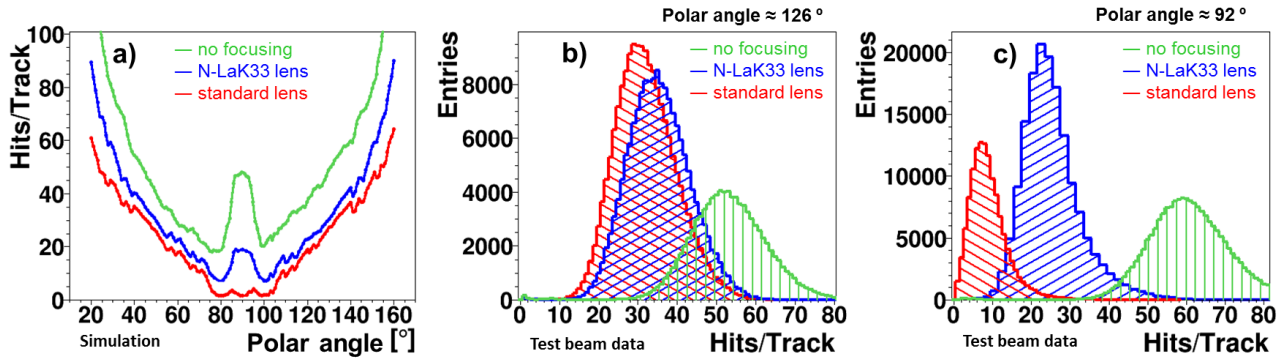 Polar angle ≈ 126 º
Polar angle ≈ 92 º
a)
no focusing
N-LaK33 lens
standard lens
Hits/Track
100
80
60
40
20
0
20 40 60 80 100 120 140 160
Simulation
Polar angle [°]
b)
no focusing
N-LaK33 lens
standard lens
Entries
8000
6000
4000
2000
0
0 10 20 30 40 50 60 70 80
Test beam data
Hits/Track
c)
no focusing
N-LaK33 lens
standard lens
Entries
20000
15000
10000
5000
0
0 10 20 30 40 50 60 70 80
Test beam data
Hits/Track